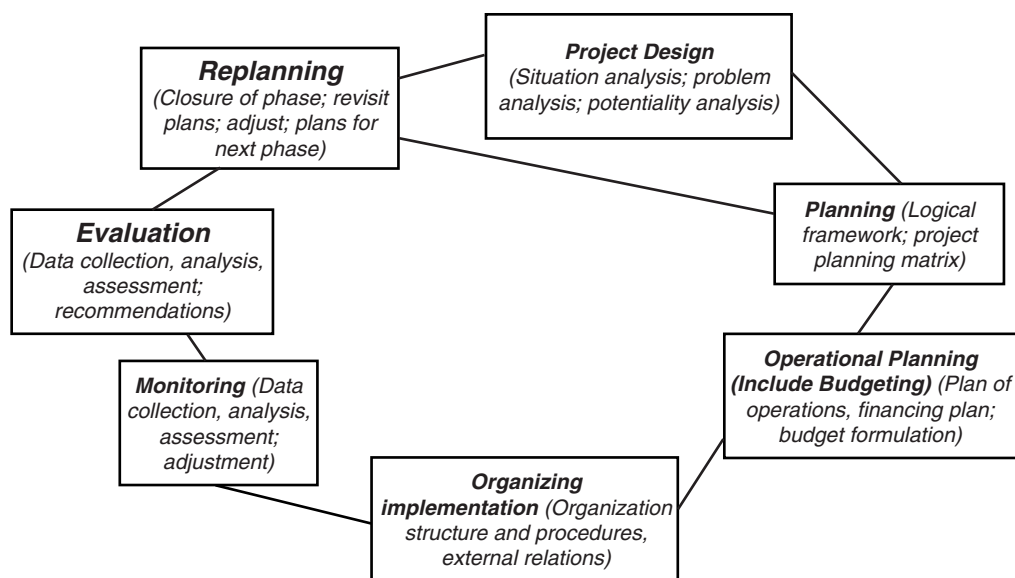 Project Design
(Situation analysis; problem
analysis; potentiality analysis)
Replanning
(Closure of phase; revisit
plans; adjust; plans for
next phase)
Planning (Logical
framework; project
planning matrix)
Evaluation
(Data collection, analysis,
assessment;
recommendations)
Operational Planning
(Include Budgeting) (Plan of
operations, financing plan;
budget formulation)
Monitoring (Data
collection, analysis,
assessment;
adjustment)
Organizing
implementation (Organization
structure and procedures,
external relations)